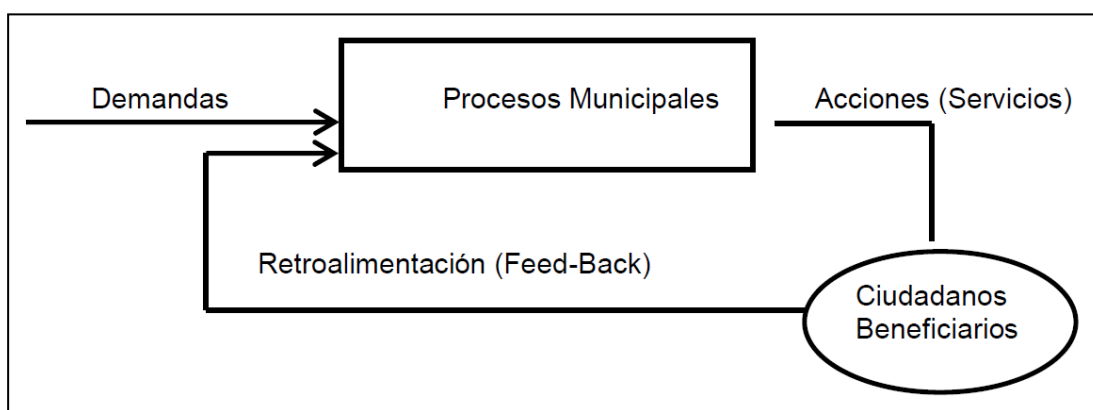 Demandas
Procesos Municipales
Acciones (Servicios)
Retroalimentación (Feed-Back)
Ciudadanos
Beneficiarios